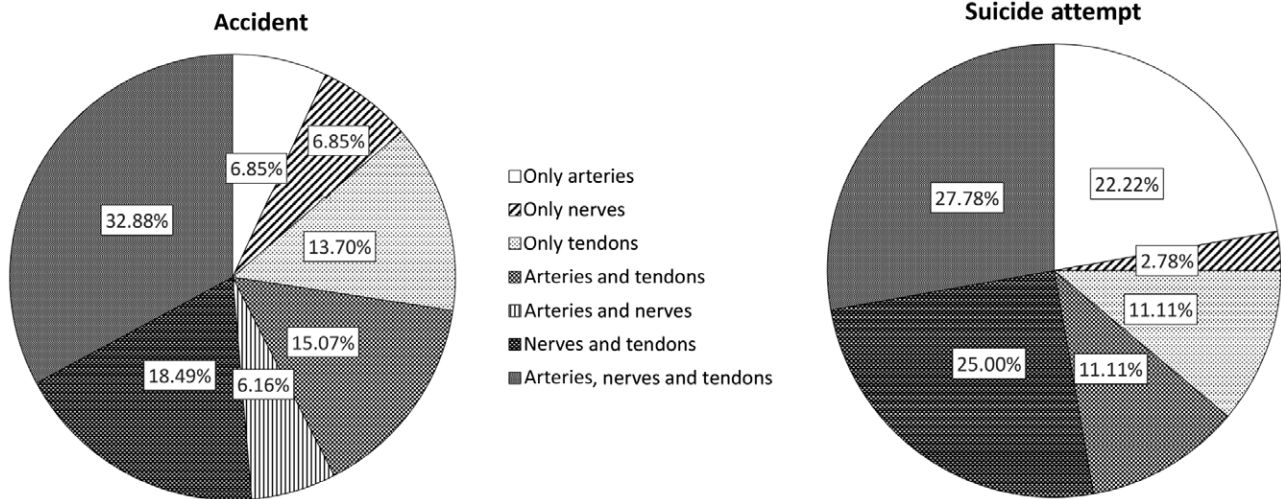 Accident
6.85%
6.85%
13.70%
15.07%
6.16%
18.49%
32.88%
Only arteries
Only nerves
Only tendons
Arteries and tendons
Arteries and nerves
Nerves and tendons
Arteries, nerves and tendons
Suicide attempt
22.22%
2.78%
11.11%
11.11%
25.00%
27.78%